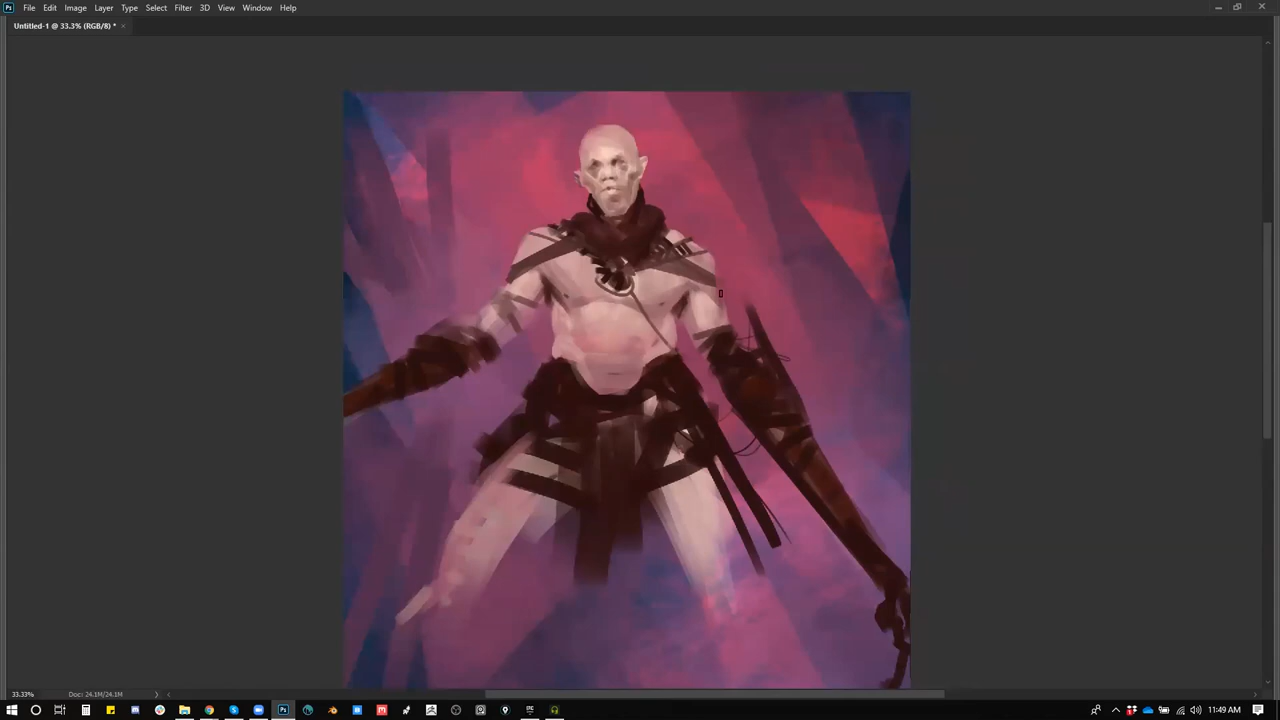 Ps File Edit Image Layer Type Select Filter 3D View Window Help
Untitled-1 @ 33.3% (RGB/8) * ×
33.33% Doc: 24.1M/24.1M
11:49 AM